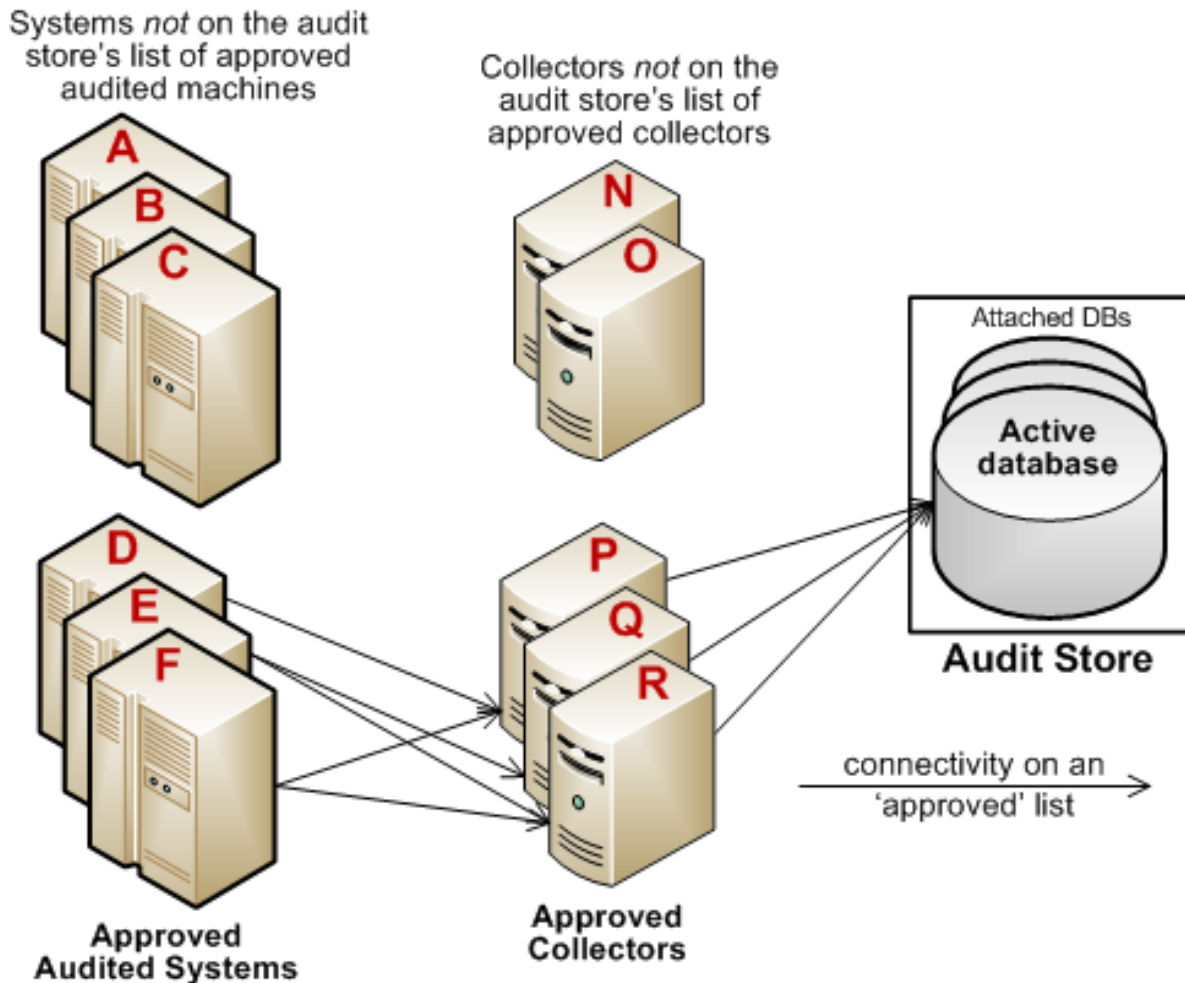 Systems not on the audit
store's list of approved
audited machines
Collectors not on the
audit store's list of
approved collectors
A
B
C
N
O
Attached DBs
Active
database
Audit Store
D
E
F
P
Q
R
connectivity on an
'approved' list
Approved
Audited Systems
Approved
Collectors